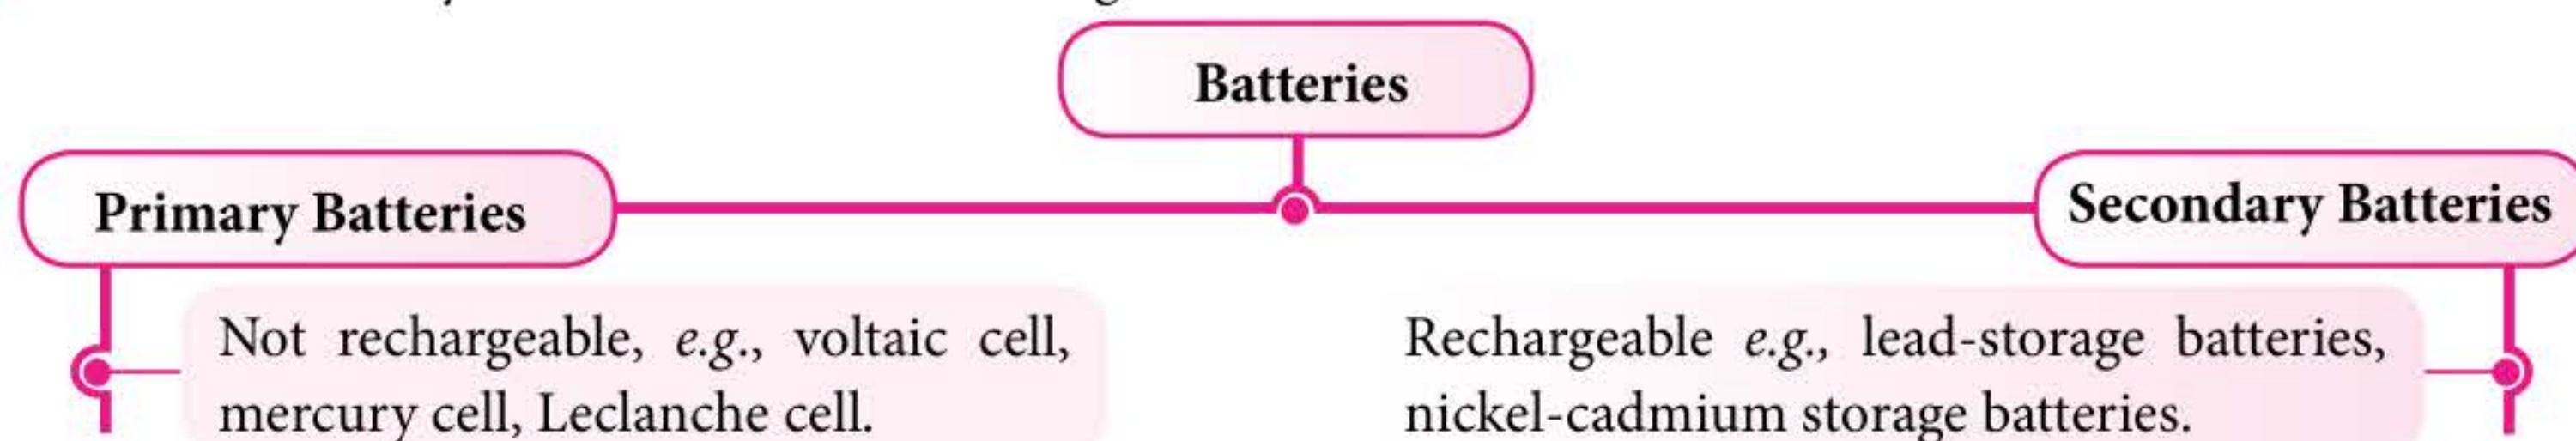 Batteries
Primary Batteries
Secondary Batteries
Not rechargeable, e.g., voltaic cell,
mercury cell, Leclanche cell.
Rechargeable e.g., lead-storage batteries,
nickel-cadmium storage batteries.